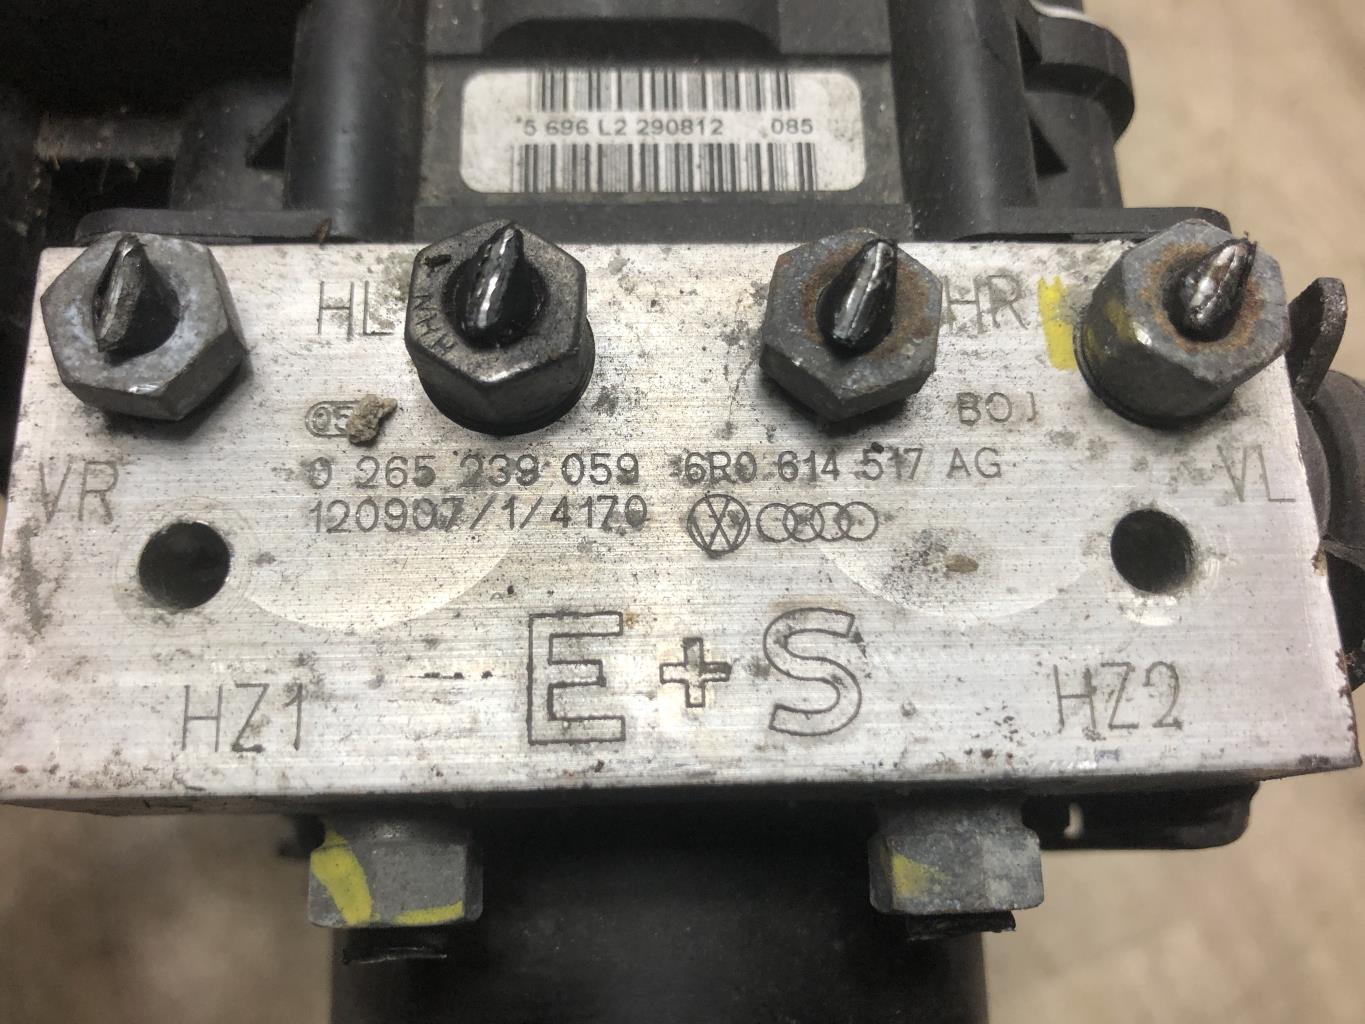 5 696 L2 290812 085
HL
HR
BOJ
VR
0 265 239 059 6R0 614 517 AG
VL
120907/1/4170
E+S
HZ1
HZ2